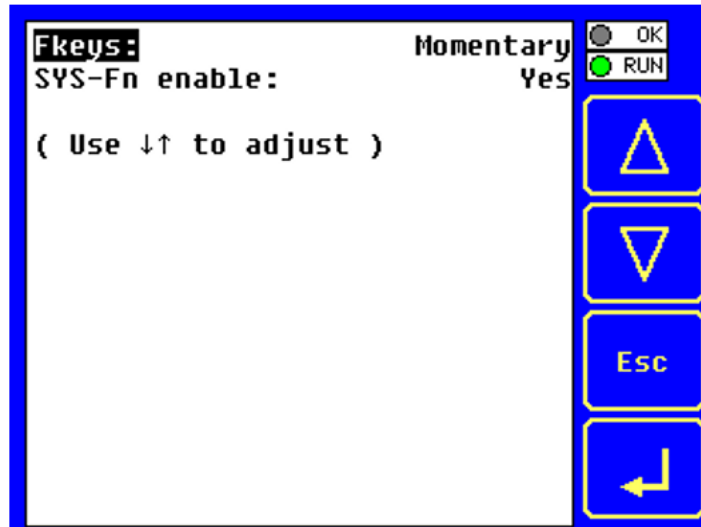 Fkeys: Momentary
SYS-Fn enable: Yes
( Use ↓↑ to adjust )
OK
RUN
Esc